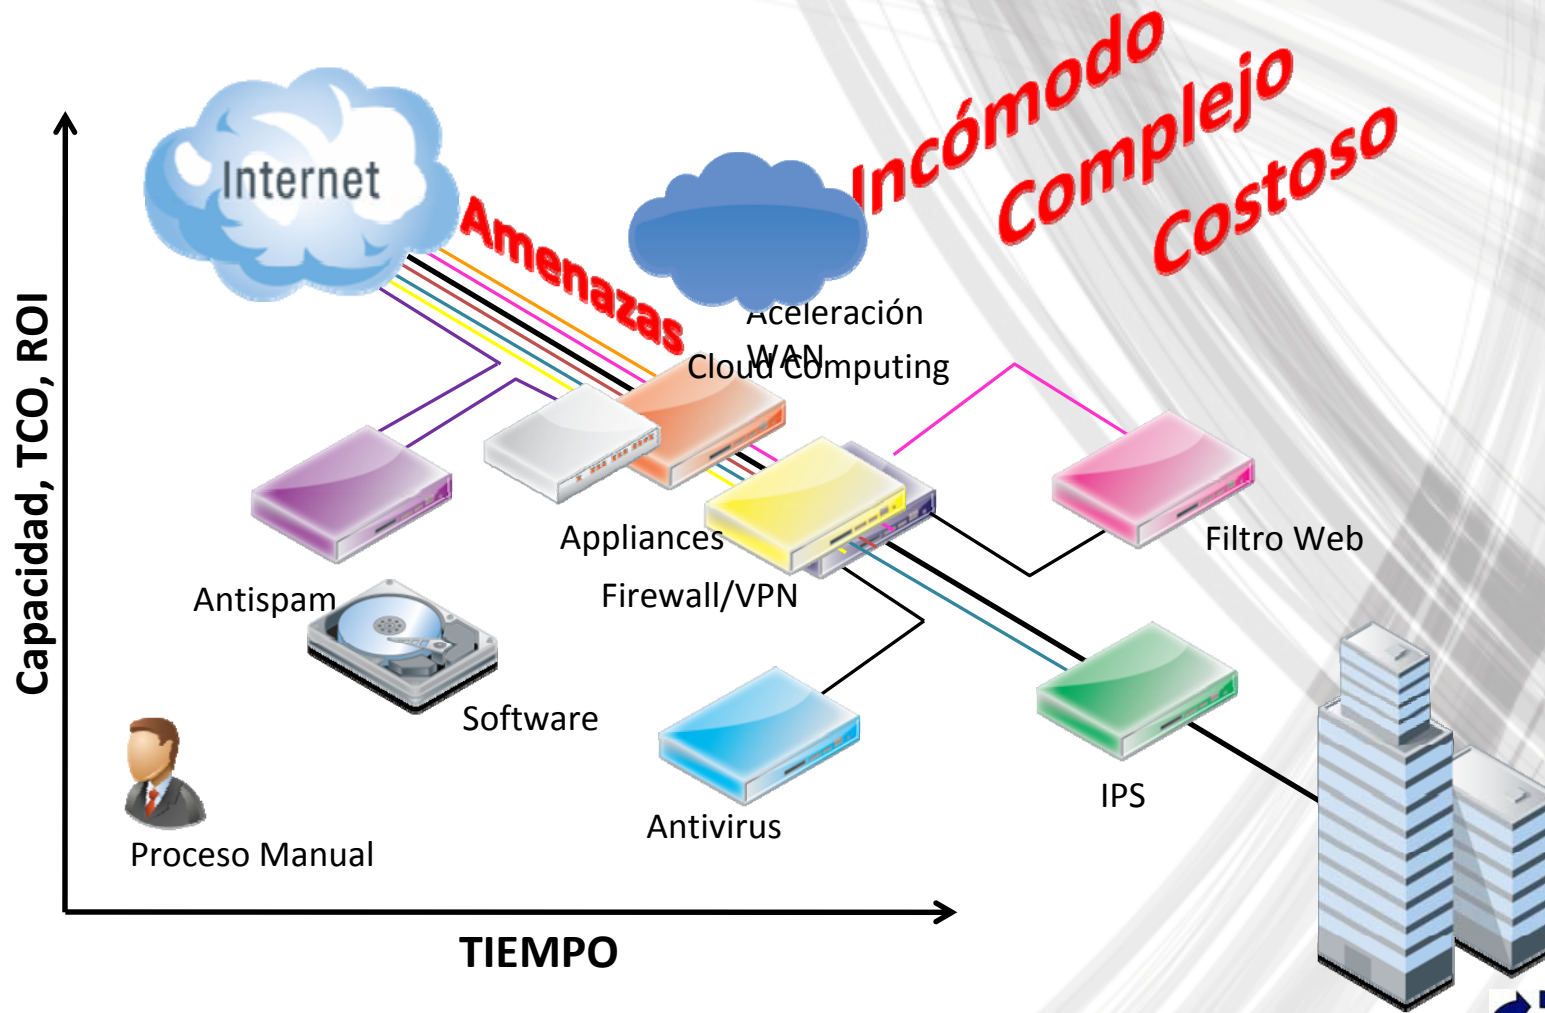 Incómodo
Complejo
Costoso
Internet
Amenazas
Aceleración
WAN
Cloud Computing
Capacidad, TCO, ROI
Appliances
Filtro Web
Antispam
Firewall/VPN
Software
IPS
Antivirus
Proceso Manual
TIEMPO